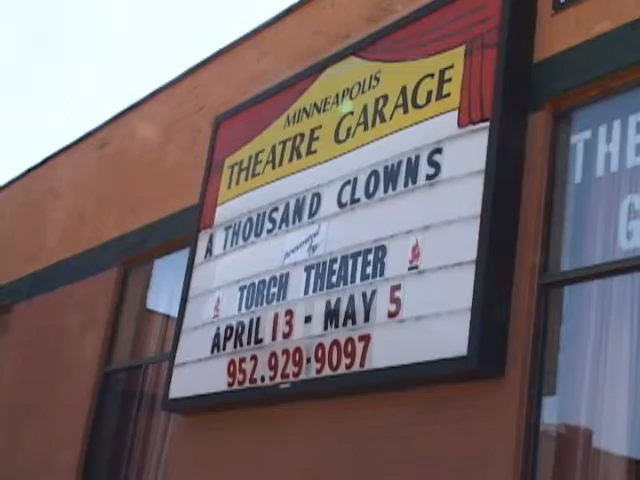 MINNEAPOLIS
THEATRE GARAGE
A THOUSAND CLOWNS
presented
by
TORCH THEATER
APRIL 13 - MAY 5
952.929-9097
THE
G